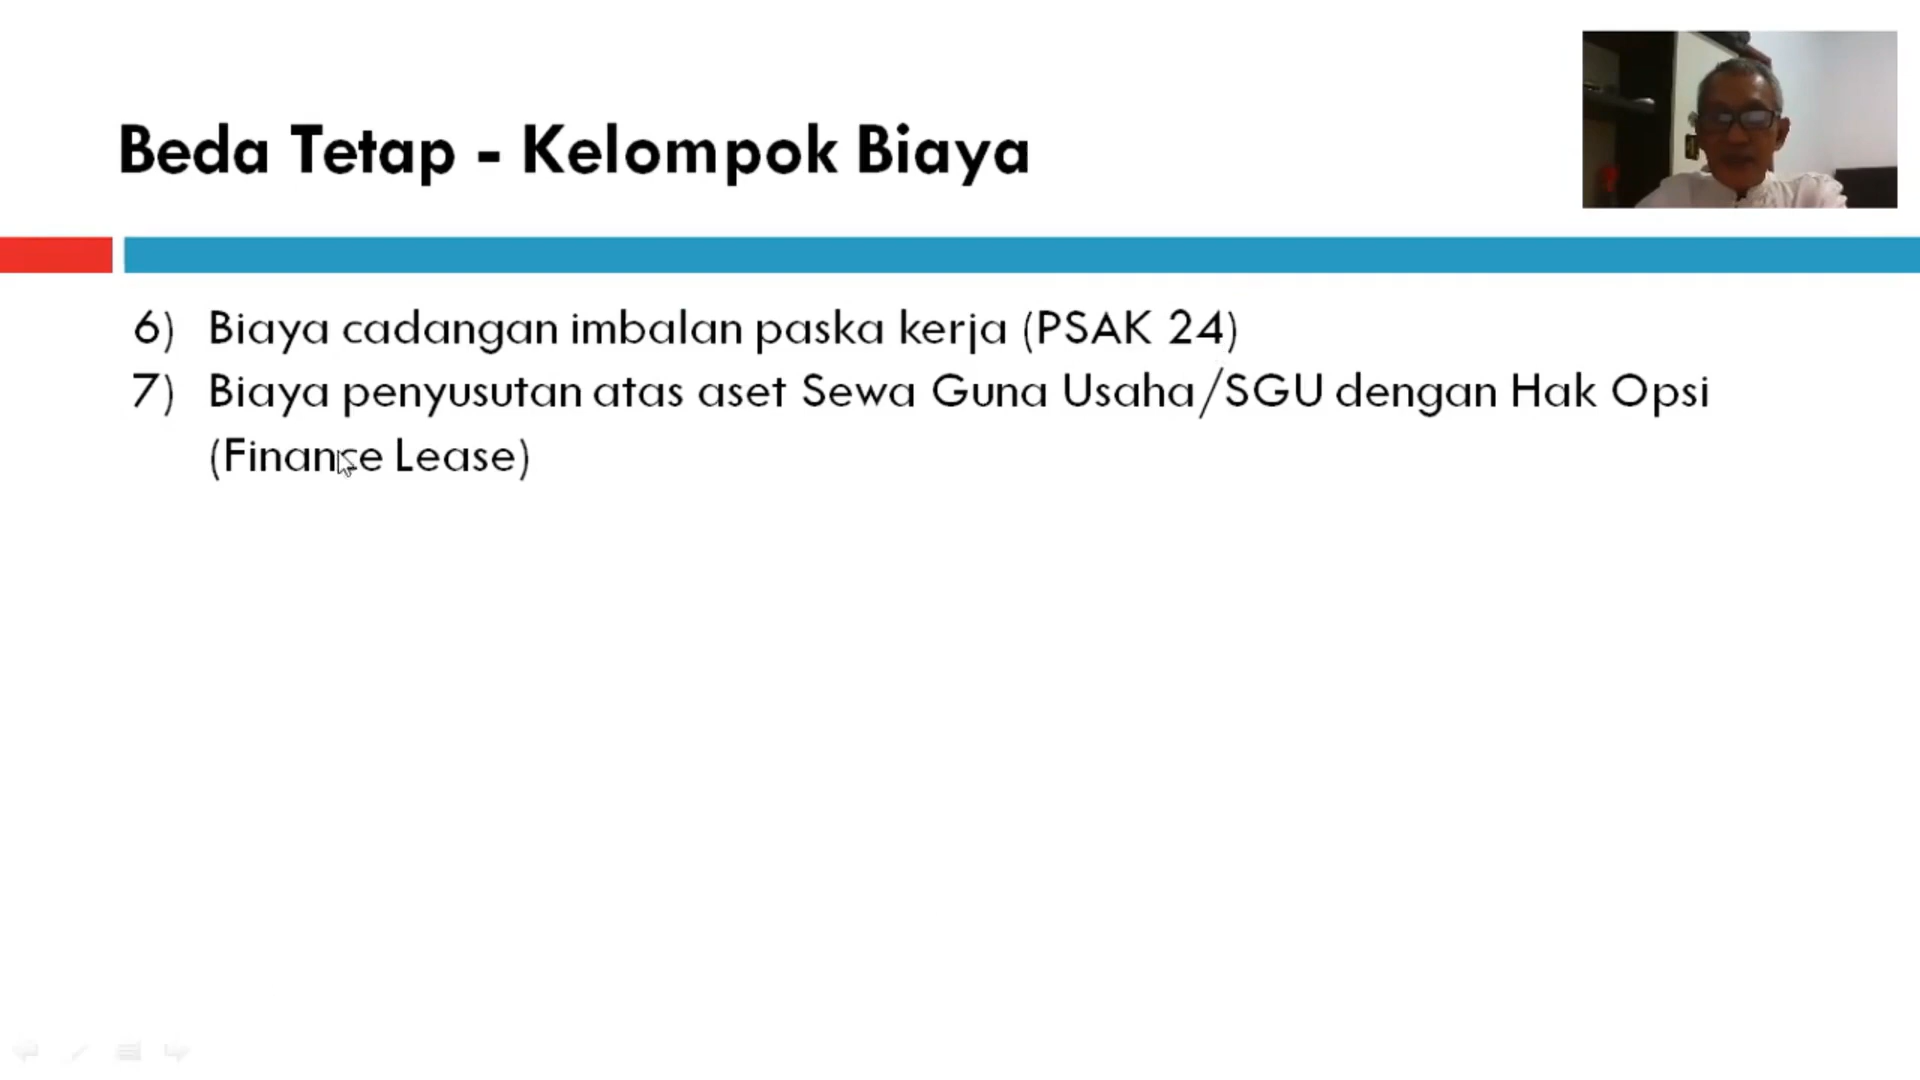 Beda Tetap - Kelompok Biaya
6) Biaya cadangan imbalan paska kerja (PSAK 24)
7) Biaya penyusutan atas aset Sewa Guna Usaha/SGU dengan Hak Opsi
(Finance Lease)